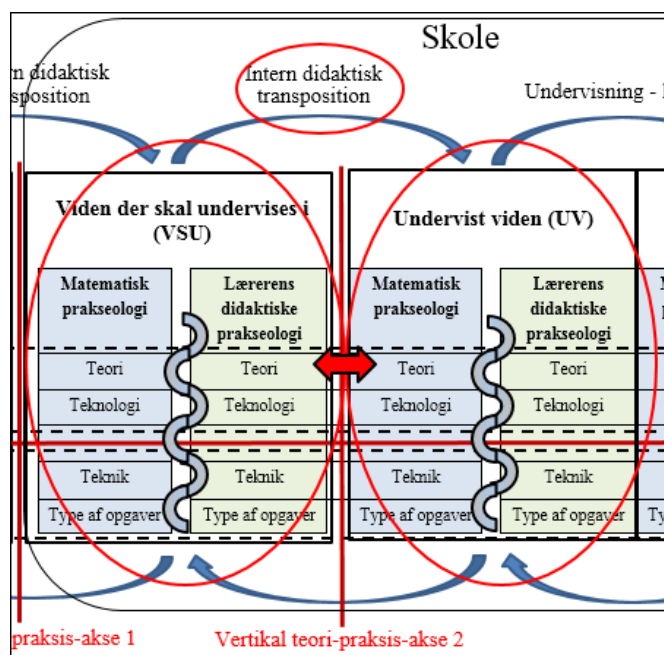 Skole
n didaktisk
sposition
Intern didaktisk
transposition
Undervisning - l
Viden der skal undervises i
(VSU)
Undervist viden (UV)
Matematisk
prakseologi
Lærerens
didaktiske
prakseologi
Matematisk
prakseologi
Lærerens
didaktiske
prakseologi
Teori
Teori
Teori
Teori
Teknologi
Teknologi
Teknologi
Teknologi
Teknik
Teknik
Teknik
Teknik
Type af opgaver
Type af opgaver
Type af opgaver
Type af opgaver
Ty
praksis-akse 1
Vertikal teori-praksis-akse 2